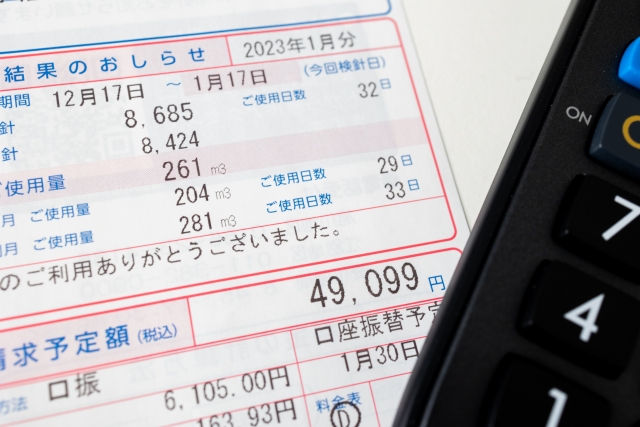 結果のおしらせ 2023年1月分
期間 12月17日 ～ 1月17日 (今回検針日)
針 8,685 ご使用日数 32日
針 8,424
ご使用量 261 m3
月 ご使用量 204 m3 ご使用日数 29日
月 ご使用量 281 m3 ご使用日数 33日
のご利用ありがとうございました。
49,099 円
請求予定額 (税込) 口座振替予定
1月30日
方法 口振 6,105.00円 料金表
163.93円 D
ON
7
4
1